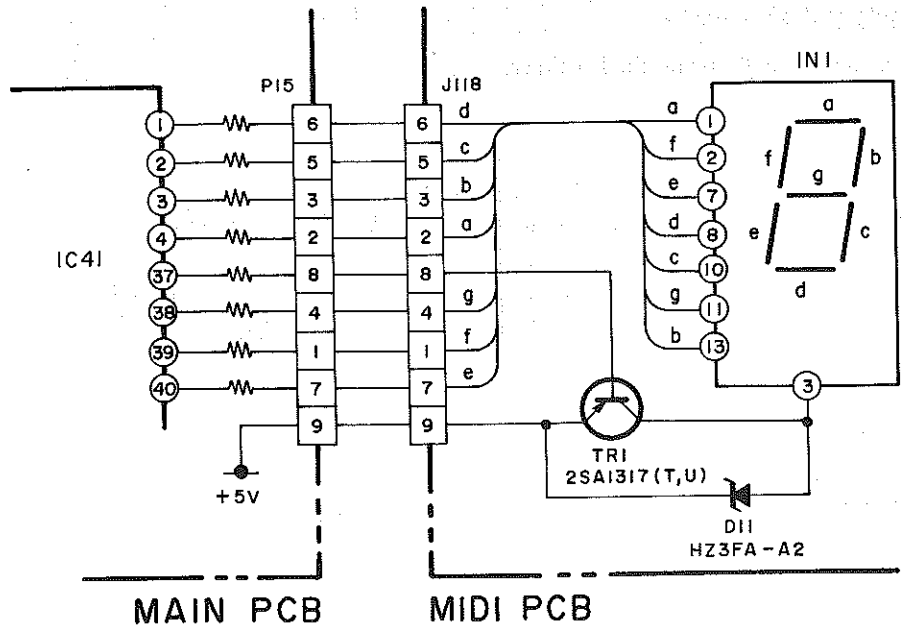 P15
J118
IN1
IC41
1
2
3
4
37
38
39
40
6
5
3
2
8
4
1
7
9
6
5
3
2
8
4
1
7
9
d
c
b
a
g
f
e
a
f
e
d
c
g
b
1
2
7
8
10
11
13
3
a
f
b
g
e
c
d
+5V
TR1
2SA1317(T,U)
D11
HZ3FA-A2
MAIN PCB
MIDI PCB